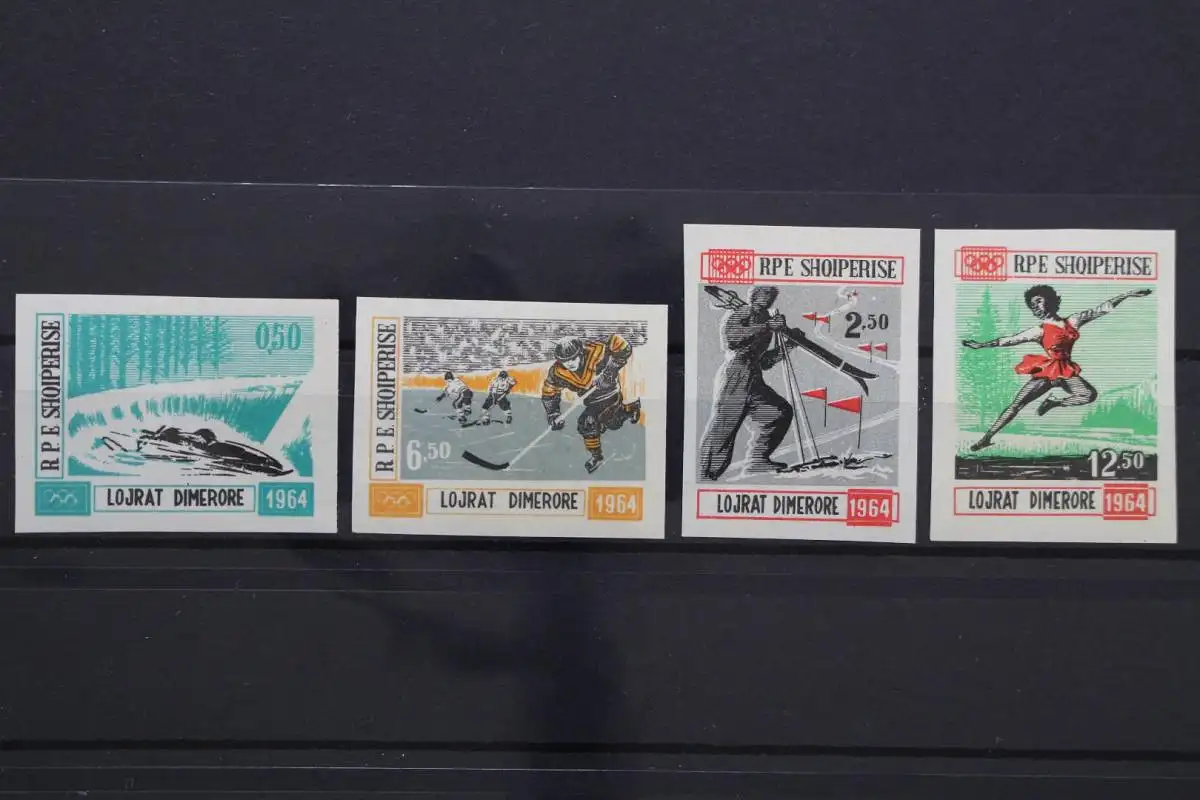 R.P.E. SHQIPERISE
0,50
LOJRAT DIMERORE 1964
R.P.E. SHQIPERISE
6,50
LOJRAT DIMERORE 1964
RPE SHQIPERISE
2,50
LOJRAT DIMERORE 1964
RPE SHQIPERISE
12,50
LOJRAT DIMERORE 1964